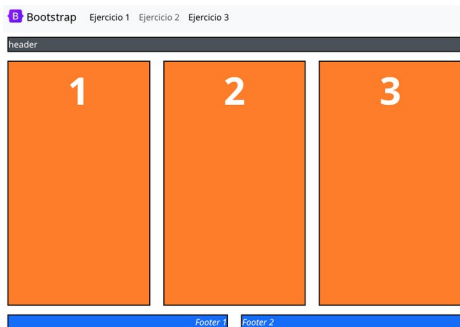 B Bootstrap Ejercicio 1 Ejercicio 2 Ejercicio 3
header
1 2 3
Footer 1 Footer 2